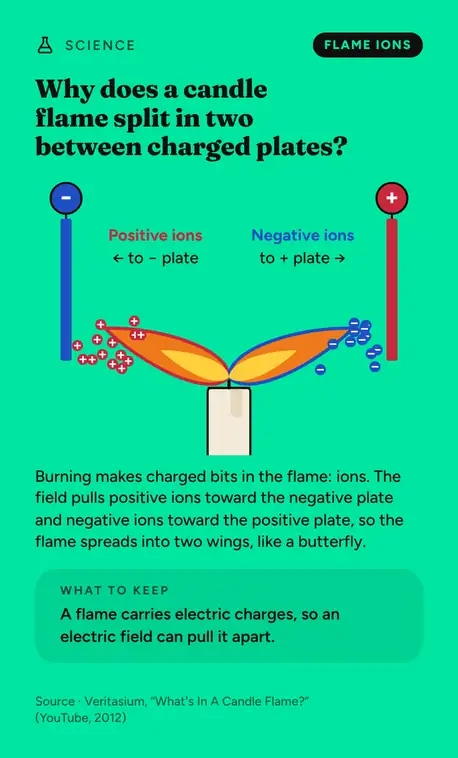 SCIENCE
FLAME IONS
Why does a candle
flame split in two
between charged plates?
−
+
Positive ions
← to − plate
Negative ions
to + plate →
Burning makes charged bits in the flame: ions. The
field pulls positive ions toward the negative plate
and negative ions toward the positive plate, so the
flame spreads into two wings, like a butterfly.
WHAT TO KEEP
A flame carries electric charges, so an
electric field can pull it apart.
Source · Veritasium, “What's In A Candle Flame?”
(YouTube, 2012)